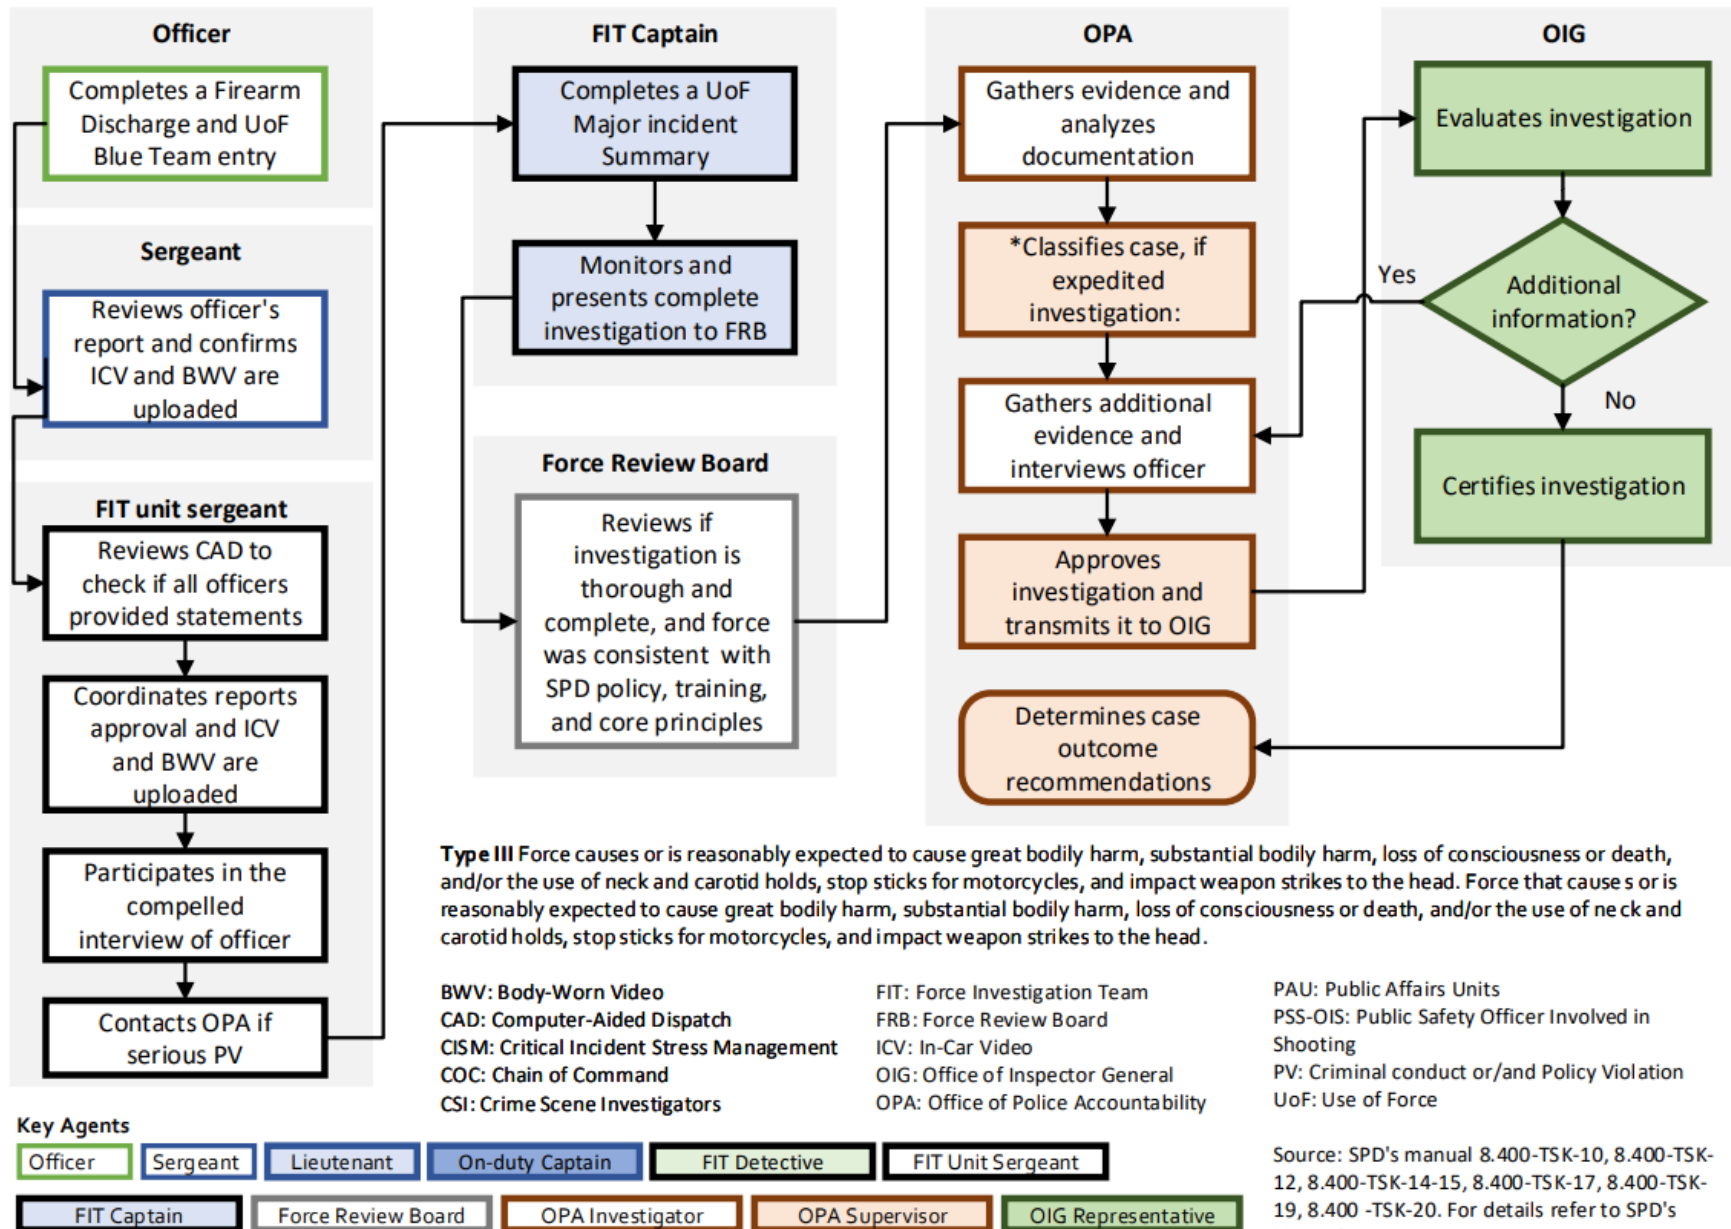 Officer
Completes a Firearm
Discharge and UoF
Blue Team entry
Sergeant
Reviews officer's
report and confirms
ICV and BWV are
uploaded
FIT unit sergeant
Reviews CAD to
check if all officers
provided statements
Coordinates reports
approval and ICV
and BWV are
uploaded
Participates in the
compelled
interview of officer
Contacts OPA if
serious PV
FIT Captain
Completes a UoF
Major incident
Summary
Monitors and
presents complete
investigation to FRB
Force Review Board
Reviews if
investigation is
thorough and
complete, and force
was consistent with
SPD policy, training,
and core principles
OPA
Gathers evidence and
analyzes
documentation
*Classifies case, if
expedited
investigation:
Gathers additional
evidence and
interviews officer
Approves
investigation and
transmits it to OIG
Determines case
outcome
recommendations
OIG
Evaluates investigation
Additional
information?
Yes
No
Certifies investigation
Type III Force causes or is reasonably expected to cause great bodily harm, substantial bodily harm, loss of consciousness or death,
and/or the use of neck and carotid holds, stop sticks for motorcycles, and impact weapon strikes to the head. Force that causes or is
reasonably expected to cause great bodily harm, substantial bodily harm, loss of consciousness or death, and/or the use of neck and
carotid holds, stop sticks for motorcycles, and impact weapon strikes to the head.
BWV: Body-Worn Video
CAD: Computer-Aided Dispatch
CISM: Critical Incident Stress Management
COC: Chain of Command
CSI: Crime Scene Investigators
FIT: Force Investigation Team
FRB: Force Review Board
ICV: In-Car Video
OIG: Office of Inspector General
OPA: Office of Police Accountability
PAU: Public Affairs Units
PSS-OIS: Public Safety Officer Involved in
Shooting
PV: Criminal conduct or/and Policy Violation
UoF: Use of Force
Key Agents
Officer
Sergeant
Lieutenant
On-duty Captain
FIT Detective
FIT Unit Sergeant
FIT Captain
Force Review Board
OPA Investigator
OPA Supervisor
OIG Representative
Source: SPD's manual 8.400-TSK-10, 8.400-TSK-
12, 8.400-TSK-14-15, 8.400-TSK-17, 8.400-TSK-
19, 8.400 -TSK-20. For details refer to SPD's